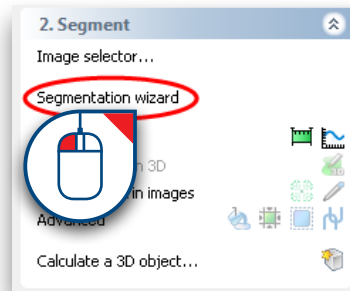 2. Segment
Image selector...
Segmentation wizard
in 3D
in images
Advanced
Calculate a 3D object...